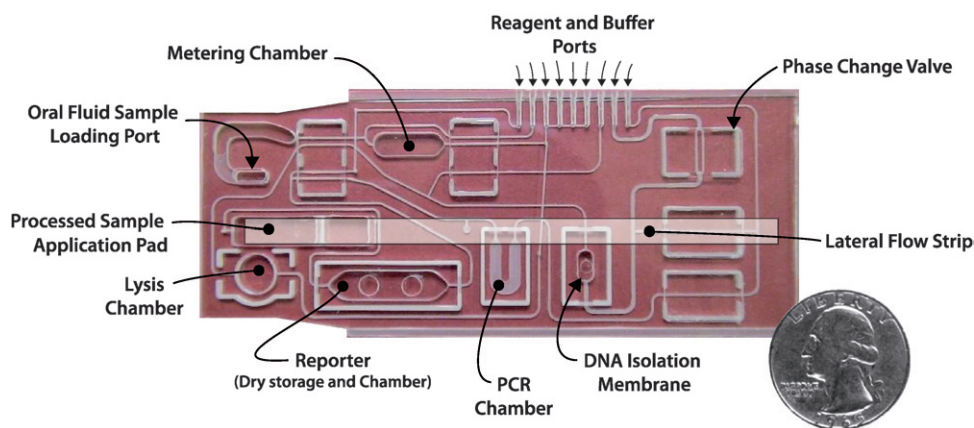 Reagent and Buffer
Ports
Metering Chamber
Phase Change Valve
Oral Fluid Sample
Loading Port
Processed Sample
Application Pad
Lateral Flow Strip
Lysis
Chamber
Reporter
(Dry storage and Chamber)
PCR
Chamber
DNA Isolation
Membrane
LIBERTY